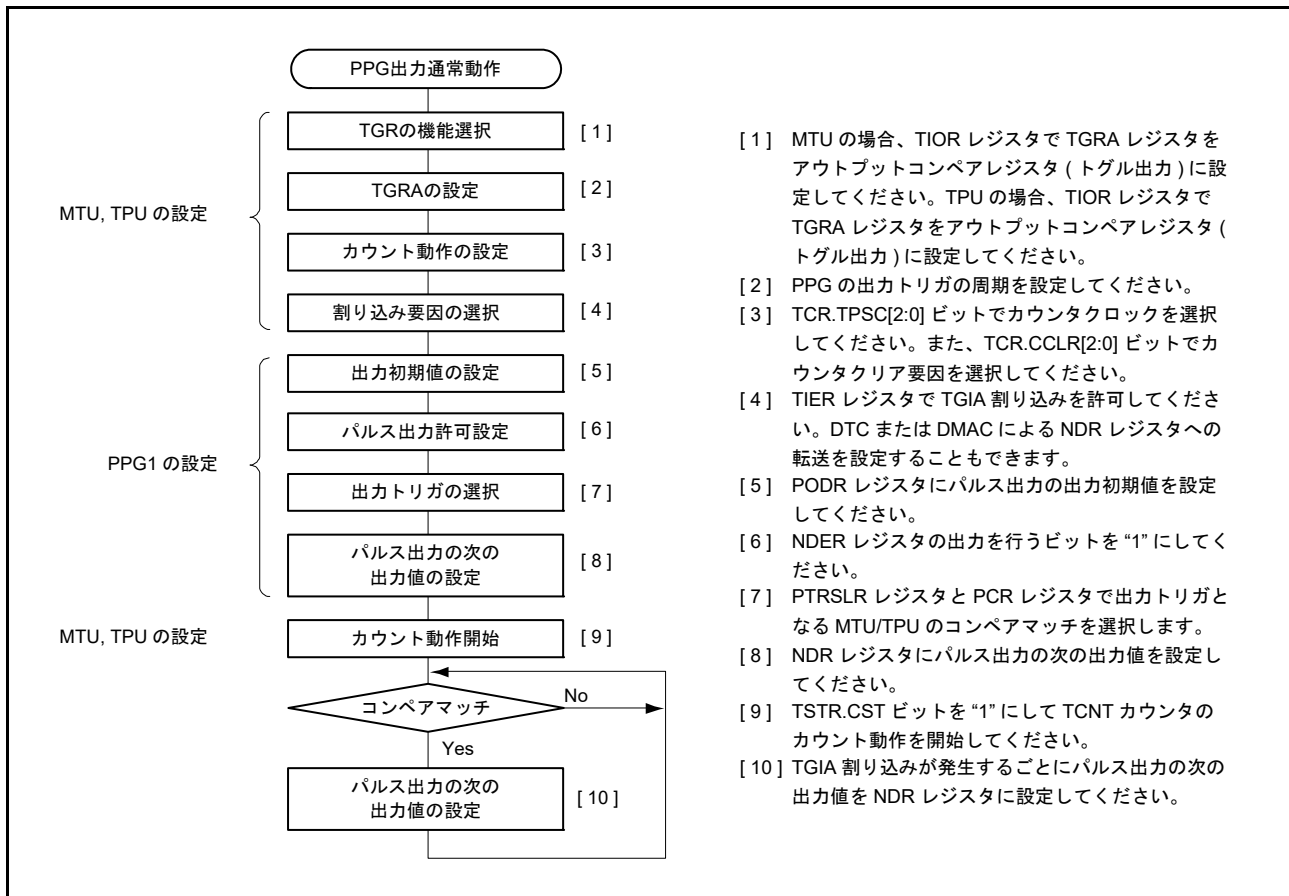 PPG出力通常動作
MTU, TPU の設定
TGRの機能選択
[ 1 ]
TGRAの設定
[ 2 ]
カウント動作の設定
[ 3 ]
割り込み要因の選択
[ 4 ]
PPG1 の設定
出力初期値の設定
[ 5 ]
パルス出力許可設定
[ 6 ]
出力トリガの選択
[ 7 ]
パルス出力の次の
出力値の設定
[ 8 ]
MTU, TPU の設定
カウント動作開始
[ 9 ]
コンペアマッチ
No
Yes
パルス出力の次の
出力値の設定
[ 10 ]
[ 1 ] MTU の場合、TIOR レジスタで TGRA レジスタを
アウトプットコンペアレジスタ ( トグル出力 ) に設
定してください。TPU の場合、TIOR レジスタで
TGRA レジスタをアウトプットコンペアレジスタ (
トグル出力 ) に設定してください。
[ 2 ] PPG の出力トリガの周期を設定してください。
[ 3 ] TCR.TPSC[2:0] ビットでカウンタクロックを選択
してください。また、TCR.CCLR[2:0] ビットでカ
ウンタクリア要因を選択してください。
[ 4 ] TIER レジスタで TGIA 割り込みを許可してくださ
い。DTC または DMAC による NDR レジスタへの
転送を設定することもできます。
[ 5 ] PODR レジスタにパルス出力の出力初期値を設定
してください。
[ 6 ] NDER レジスタの出力を行うビットを “1” にしてく
ださい。
[ 7 ] PTRSLR レジスタと PCR レジスタで出力トリガと
なる MTU/TPU のコンペアマッチを選択します。
[ 8 ] NDR レジスタにパルス出力の次の出力値を設定し
てください。
[ 9 ] TSTR.CST ビットを “1” にして TCNT カウンタの
カウント動作を開始してください。
[ 10 ] TGIA 割り込みが発生するごとにパルス出力の次の
出力値を NDR レジスタに設定してください。